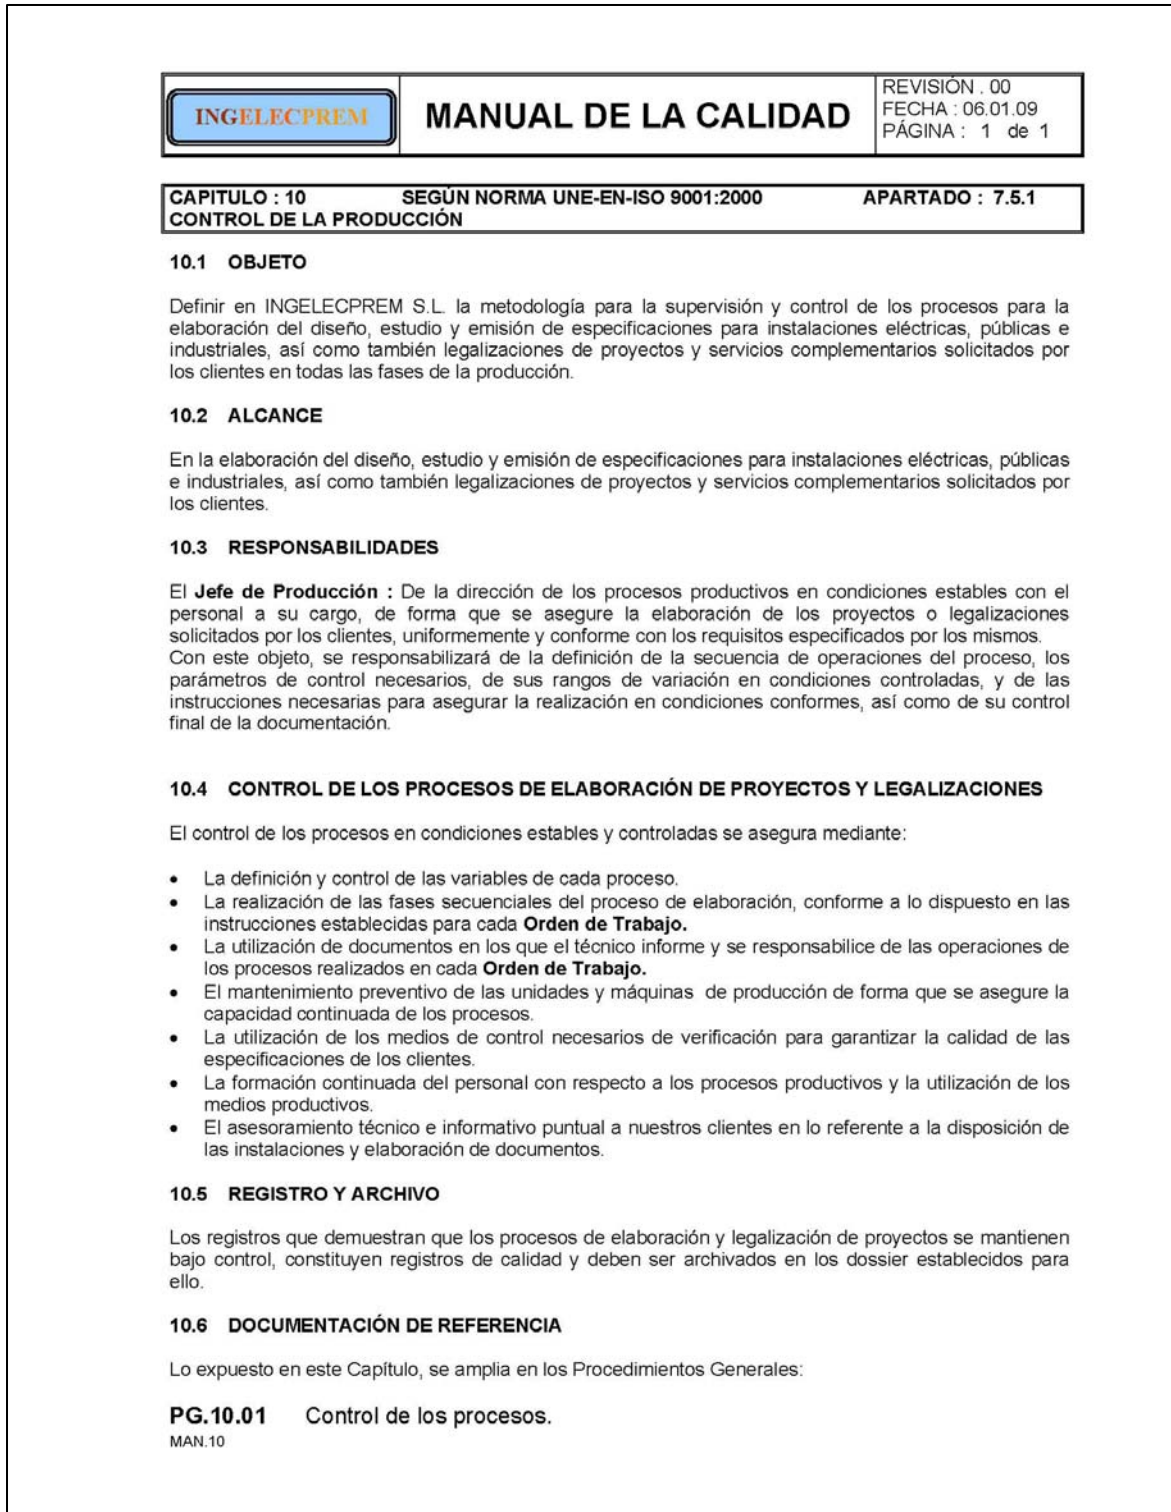 INGELECPREM
MANUAL DE LA CALIDAD
REVISIÓN . 00
FECHA : 06.01.09
PÁGINA : 1 de 1
CAPITULO : 10 SEGÚN NORMA UNE-EN-ISO 9001:2000 APARTADO : 7.5.1
CONTROL DE LA PRODUCCIÓN
10.1 OBJETO
Definir en INGELECPREM S.L. la metodología para la supervisión y control de los procesos para la
elaboración del diseño, estudio y emisión de especificaciones para instalaciones eléctricas, públicas e
industriales, así como también legalizaciones de proyectos y servicios complementarios solicitados por
los clientes en todas las fases de la producción.
10.2 ALCANCE
En la elaboración del diseño, estudio y emisión de especificaciones para instalaciones eléctricas, públicas
e industriales, así como también legalizaciones de proyectos y servicios complementarios solicitados por
los clientes.
10.3 RESPONSABILIDADES
El Jefe de Producción : De la dirección de los procesos productivos en condiciones estables con el
personal a su cargo, de forma que se asegure la elaboración de los proyectos o legalizaciones
solicitados por los clientes, uniformemente y conforme con los requisitos especificados por los mismos.
Con este objeto, se responsabilizará de la definición de la secuencia de operaciones del proceso, los
parámetros de control necesarios, de sus rangos de variación en condiciones controladas, y de las
instrucciones necesarias para asegurar la realización en condiciones conformes, así como de su control
final de la documentación.
10.4 CONTROL DE LOS PROCESOS DE ELABORACIÓN DE PROYECTOS Y LEGALIZACIONES
El control de los procesos en condiciones estables y controladas se asegura mediante:
• La definición y control de las variables de cada proceso.
• La realización de las fases secuenciales del proceso de elaboración, conforme a lo dispuesto en las
instrucciones establecidas para cada Orden de Trabajo.
• La utilización de documentos en los que el técnico informe y se responsabilice de las operaciones de
los procesos realizados en cada Orden de Trabajo.
• El mantenimiento preventivo de las unidades y máquinas de producción de forma que se asegure la
capacidad continuada de los procesos.
• La utilización de los medios de control necesarios de verificación para garantizar la calidad de las
especificaciones de los clientes.
• La formación continuada del personal con respecto a los procesos productivos y la utilización de los
medios productivos.
• El asesoramiento técnico e informativo puntual a nuestros clientes en lo referente a la disposición de
las instalaciones y elaboración de documentos.
10.5 REGISTRO Y ARCHIVO
Los registros que demuestran que los procesos de elaboración y legalización de proyectos se mantienen
bajo control, constituyen registros de calidad y deben ser archivados en los dossier establecidos para
ello.
10.6 DOCUMENTACIÓN DE REFERENCIA
Lo expuesto en este Capítulo, se amplia en los Procedimientos Generales:
PG.10.01 Control de los procesos.
MAN.10